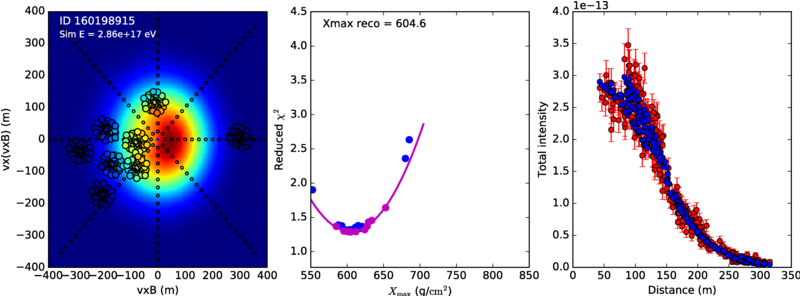 ID 160198915
Sim E = 2.86e+17 eV
400
300
200
100
0
−100
−200
−300
−400
−400−300−200−100 0 100 200 300 400
vx(vxB) (m)
vxB (m)
Xmax reco = 604.6
4.5
4.0
3.5
3.0
2.5
2.0
1.5
1.0
550 600 650 700 750 800 850
Reduced χ²
Xmax (g/cm²)
1e−13
4.0
3.5
3.0
2.5
2.0
1.5
1.0
0.5
0.0
0 50 100 150 200 250 300 350
Total intensity
Distance (m)